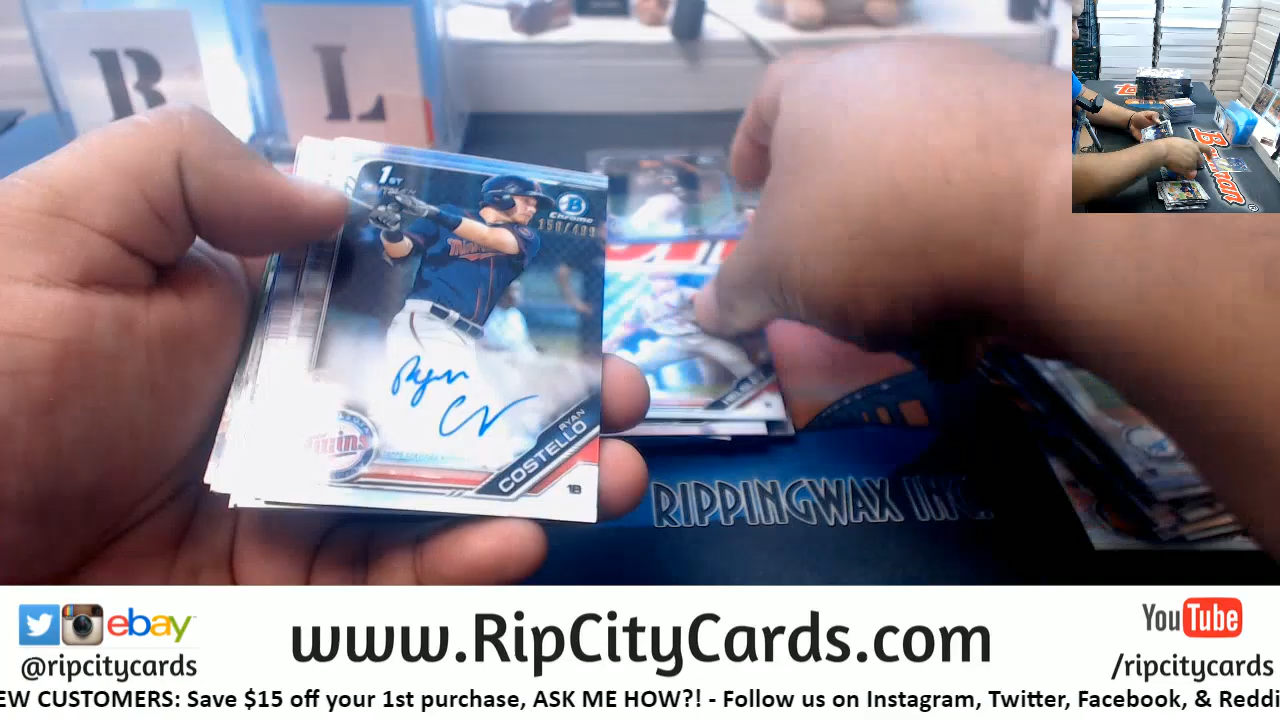 B L
1ST
B
Chrome
150/499
Ryan
Twins
RYAN
COSTELLO
1B
RIPPINGWAX INC.
ebay
@ripcitycards
www.RipCityCards.com
YouTube
/ripcitycards
EW CUSTOMERS: Save $15 off your 1st purchase, ASK ME HOW?! - Follow us on Instagram, Twitter, Facebook, & Reddi